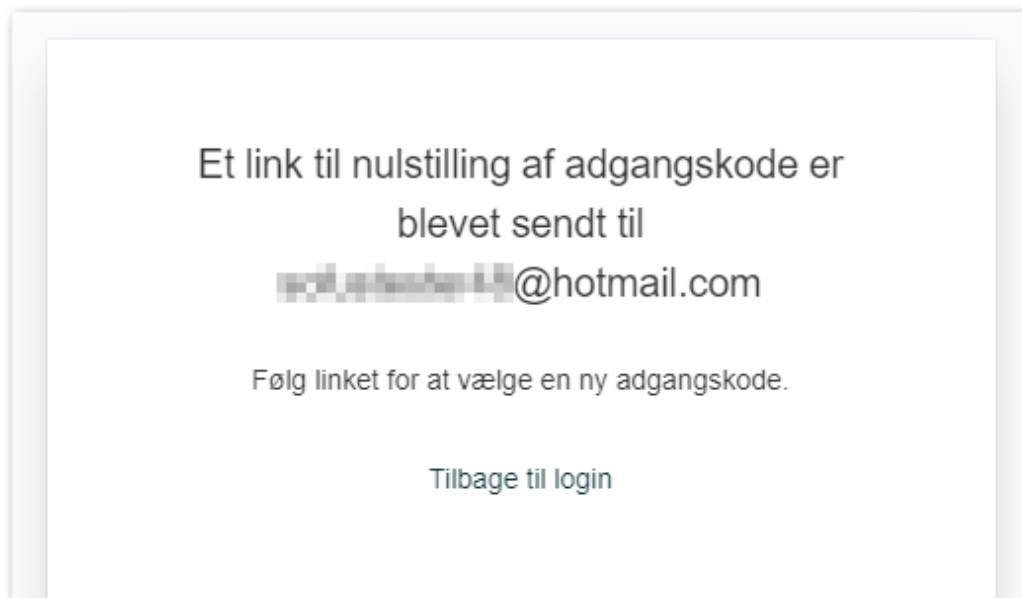 Et link til nulstilling af adgangskode er
blevet sendt til
@hotmail.com
Følg linket for at vælge en ny adgangskode.
Tilbage til login